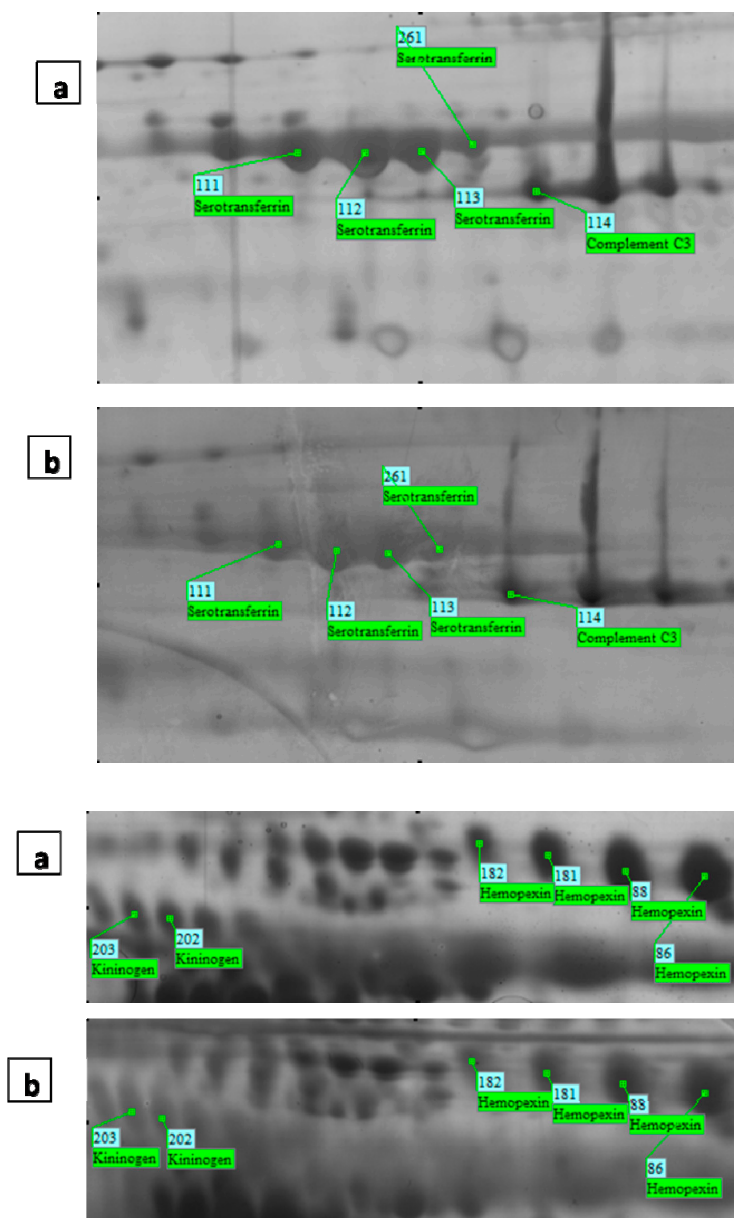 a
261
Serotransferrin
111
Serotransferrin
112
Serotransferrin
113
Serotransferrin
114
Complement C3
b
261
Serotransferrin
111
Serotransferrin
112
Serotransferrin
113
Serotransferrin
114
Complement C3
a
182
Hemopexin
181
Hemopexin
88
Hemopexin
86
Hemopexin
203
Kininogen
202
Kininogen
b
182
Hemopexin
181
Hemopexin
88
Hemopexin
86
Hemopexin
203
Kininogen
202
Kininogen